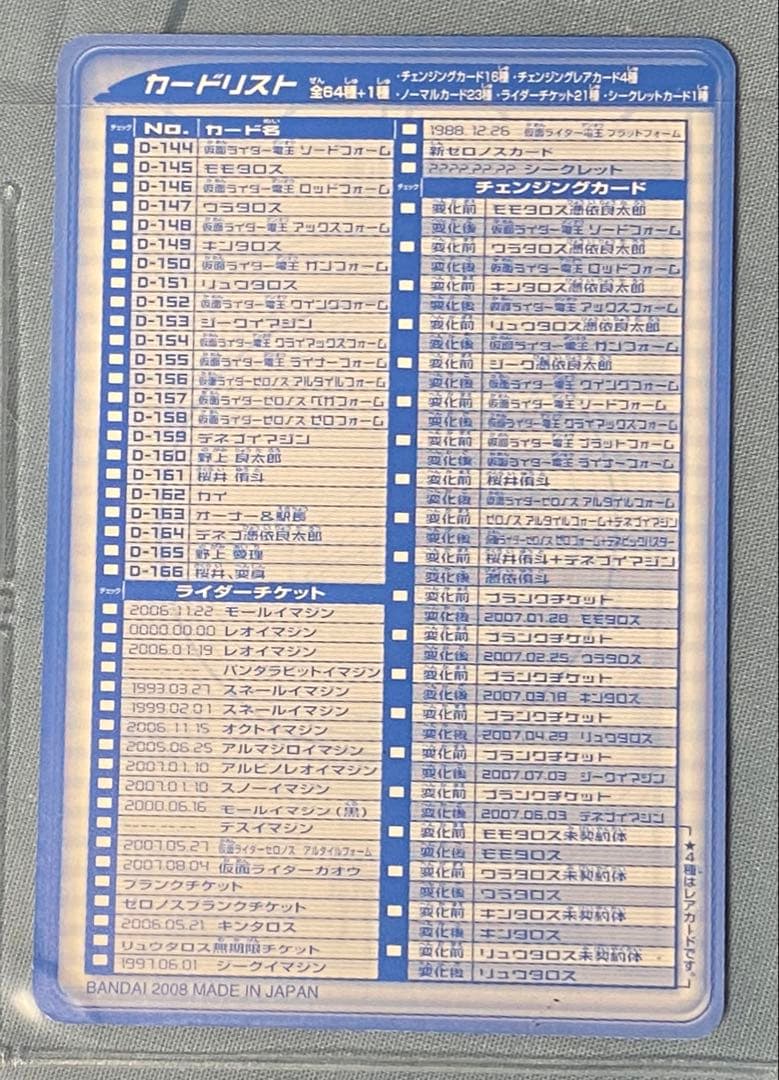 カードリスト
全64種+1種
・チェンジングカード16種・チェンジングレアカード4種
・ノーマルカード23種・ライダーチケット21種・シークレットカード1種
チェック No. カード名
D-144 仮面ライダー電王 ソードフォーム
D-145 モモタロス
D-146 仮面ライダー電王 ロッドフォーム
D-147 ウラタロス
D-148 仮面ライダー電王 アックスフォーム
D-149 キンタロス
D-150 仮面ライダー電王 ガンフォーム
D-151 リュウタロス
D-152 仮面ライダー電王 ウイングフォーム
D-153 ジークイマジン
D-154 仮面ライダー電王 クライマックスフォーム
D-155 仮面ライダー電王 ライナーフォーム
D-156 仮面ライダーゼロノス アルタイルフォーム
D-157 仮面ライダーゼロノス ベガフォーム
D-158 仮面ライダーゼロノス ゼロフォーム
D-159 デネブイマジン
D-160 野上 良太郎
D-161 桜井 侑斗
D-162 カイ
D-163 オーナー&駅長
D-164 デネブ憑依良太郎
D-165 野上 愛理
D-166 桜井、変身
チェック ライダーチケット
2006.11.22 モールイマジン
0000.00.00 レオイマジン
2006.01.19 レオイマジン
--------- パンダラビットイマジン
1993.03.27 スネールイマジン
1999.02.01 スネールイマジン
2006.11.15 オクトイマジン
2005.06.25 アルマジロイマジン
2007.01.10 アルビノレオイマジン
2007.01.10 スノーイマジン
2000.06.16 モールイマジン(黒)
--------- デスイマジン
2007.05.27 仮面ライダーゼロノス アルタイルフォーム
2007.08.04 仮面ライダーガオウ
ブランクチケット
ゼロノスブランクチケット
2006.05.21 キンタロス
リュウタロス無期限チケット
1997.06.01 ジークイマジン
1988.12.26 仮面ライダー電王 プラットフォーム
新ゼロノスカード
????.??.?? シークレット
チェック チェンジングカード
変化前 モモタロス憑依良太郎
変化後 仮面ライダー電王 ソードフォーム
変化前 ウラタロス憑依良太郎
変化後 仮面ライダー電王 ロッドフォーム
変化前 キンタロス憑依良太郎
変化後 仮面ライダー電王 アックスフォーム
変化前 リュウタロス憑依良太郎
変化後 仮面ライダー電王 ガンフォーム
変化前 ジーク憑依良太郎
変化後 仮面ライダー電王 ウイングフォーム
変化前 仮面ライダー電王 ソードフォーム
変化後 仮面ライダー電王 クライマックスフォーム
変化前 仮面ライダー電王 プラットフォーム
変化後 仮面ライダー電王 ライナーフォーム
変化前 桜井侑斗
変化後 仮面ライダーゼロノス アルタイルフォーム
変化前 ゼロノス アルタイルフォーム+デネブイマジン
変化後 仮面ライダーゼロノス ゼロフォーム+デネビックバスター
変化前 桜井侑斗+デネブイマジン
変化後 憑依侑斗
変化前 ブランクチケット
変化後 2007.01.28 モモタロス
変化前 ブランクチケット
変化後 2007.02.25 ウラタロス
変化前 ブランクチケット
変化後 2007.03.18 キンタロス
変化前 ブランクチケット
変化後 2007.04.29 リュウタロス
変化前 ブランクチケット
変化後 2007.07.03 ジークイマジン
変化前 ブランクチケット
変化後 2007.06.03 デネブイマジン
変化前 モモタロス未契約体
変化後 モモタロス
変化前 ウラタロス未契約体
変化後 ウラタロス
変化前 キンタロス未契約体
変化後 キンタロス
変化前 リュウタロス未契約体
変化後 リュウタロス
★4種はレアカードです。
BANDAI 2008 MADE IN JAPAN